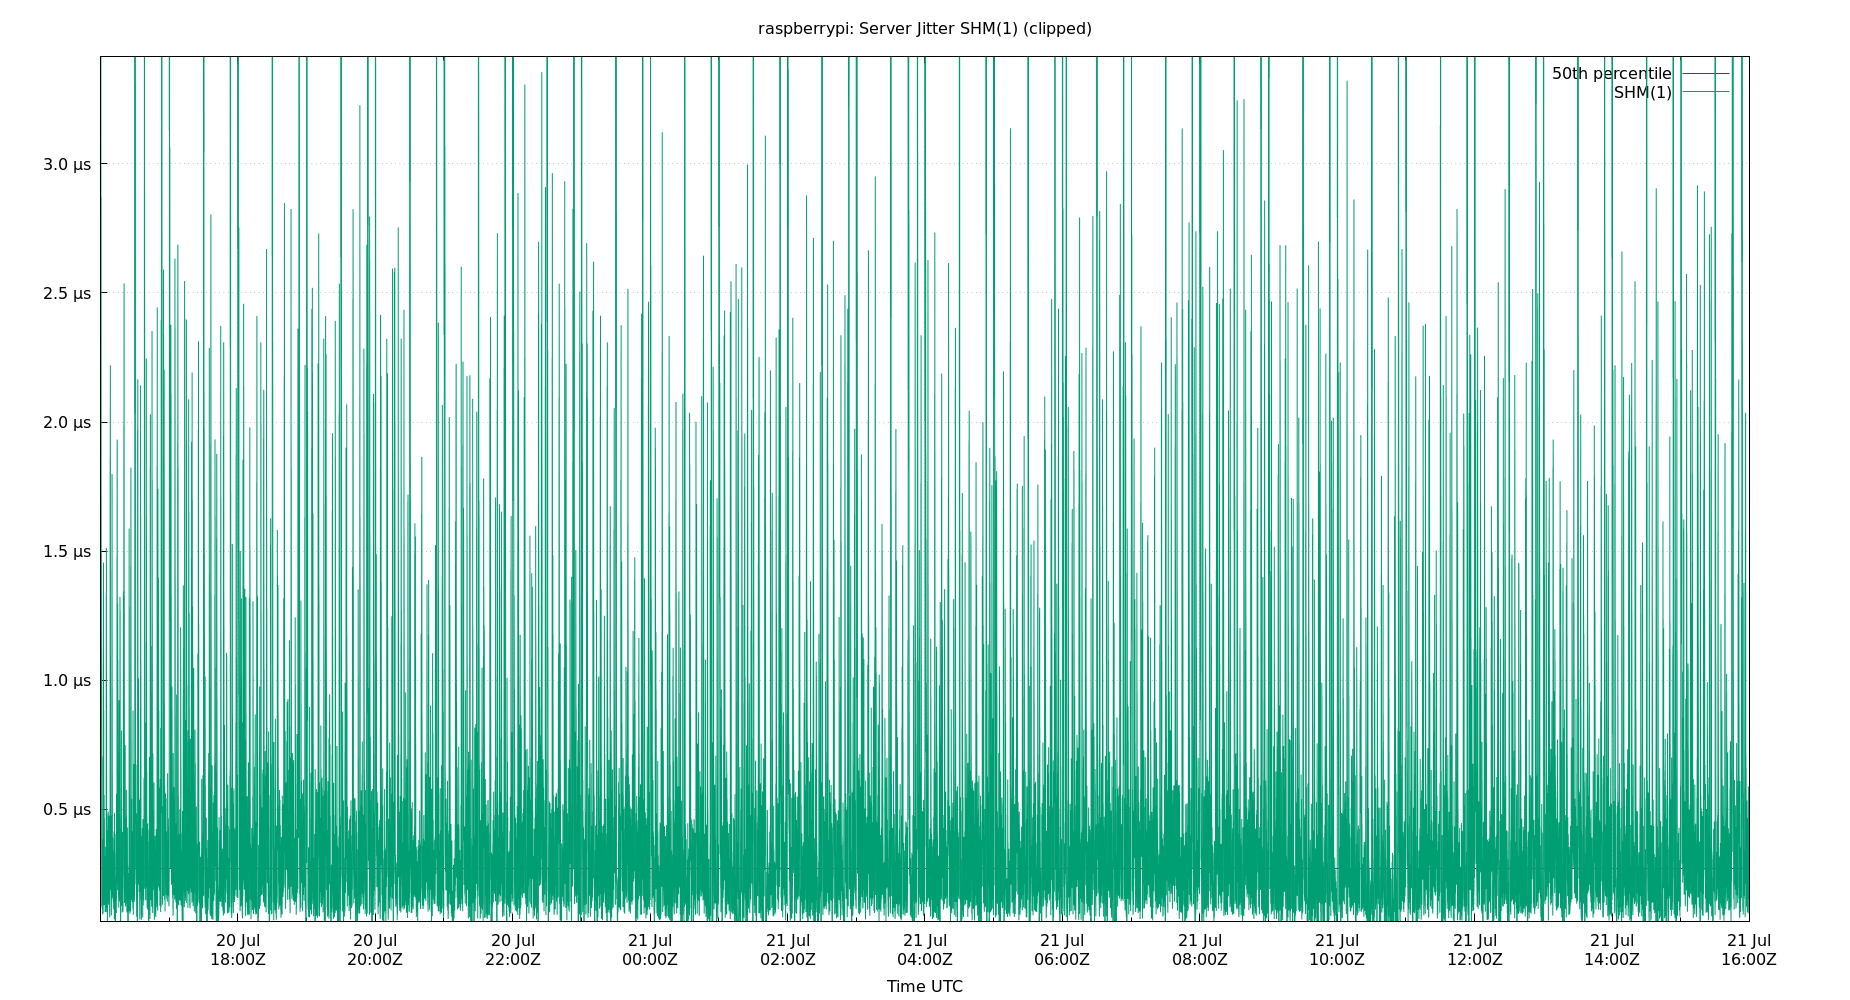 raspberrypi: Server Jitter SHM(1) (clipped)
50th percentile
SHM(1)
3.0 µs
2.5 µs
2.0 µs
1.5 µs
1.0 µs
0.5 µs
20 Jul 20 Jul 20 Jul 21 Jul 21 Jul 21 Jul 21 Jul 21 Jul 21 Jul 21 Jul 21 Jul 21 Jul
18:00Z 20:00Z 22:00Z 00:00Z 02:00Z 04:00Z 06:00Z 08:00Z 10:00Z 12:00Z 14:00Z 16:00Z
Time UTC